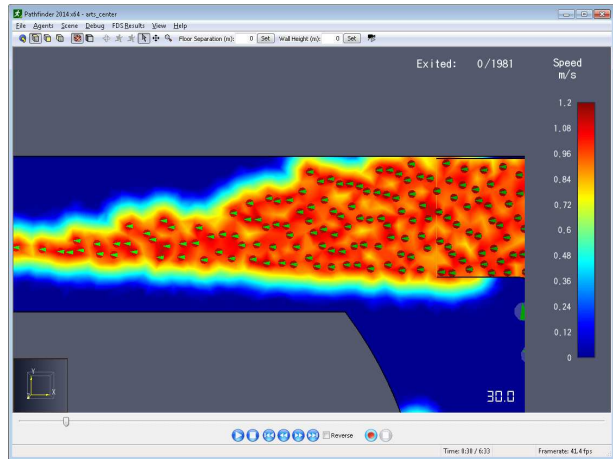 Pathfinder 2014 x64 - arts_center
File Agents Scene Debug FDS Results View Help
Floor Separation (m): 0 Set Wall Height (m): 0 Set
Exited: 0/1981
Speed
m/s
1.2
1.08
0.96
0.84
0.72
0.6
0.48
0.36
0.24
0.12
0
Y
X
30.0
Reverse
Time: 0:30 / 6:33 Framerate: 41.4 fps